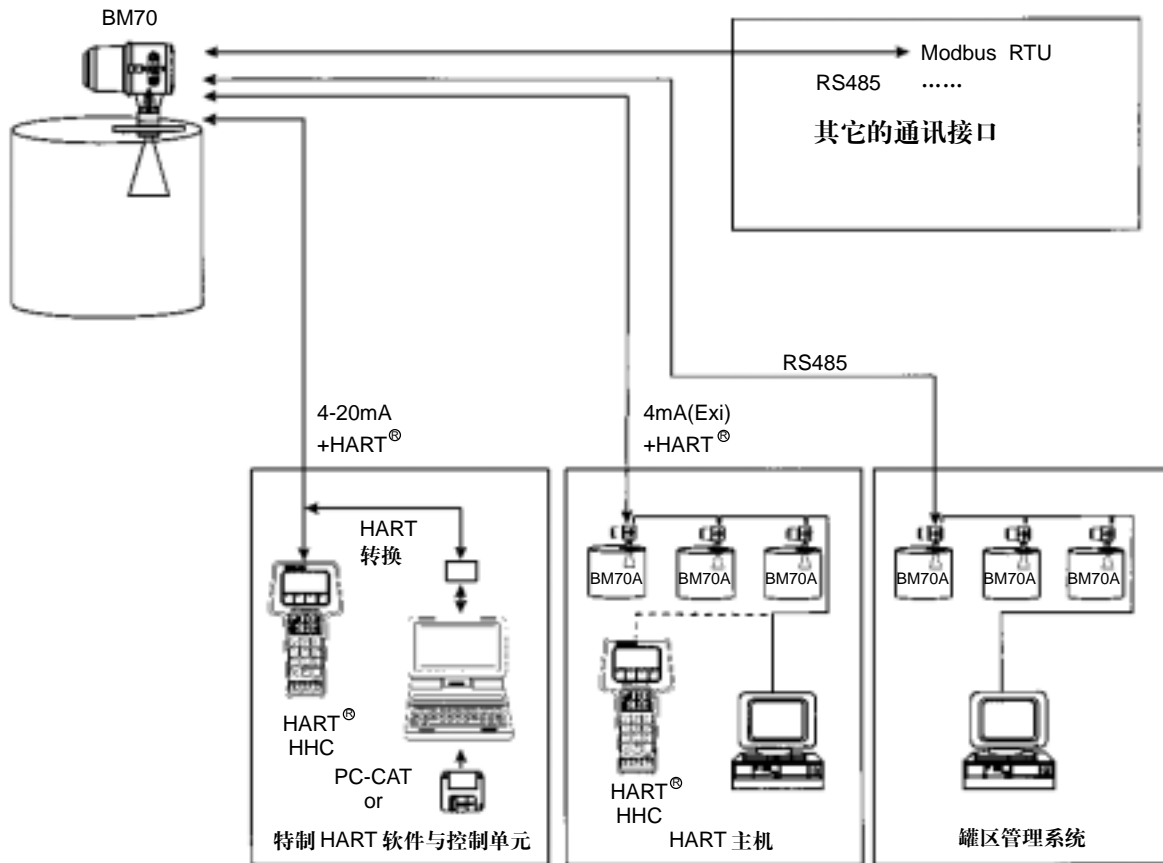 BM70
Modbus RTU
RS485 ……
其它的通讯接口
RS485
4-20mA
+HART®
4mA(Exi)
+HART®
HART
转换
HART®
HHC
PC-CAT
or
特制 HART 软件与控制单元
BM70A
BM70A
BM70A
HART®
HHC
HART 主机
BM70A
BM70A
BM70A
罐区管理系统